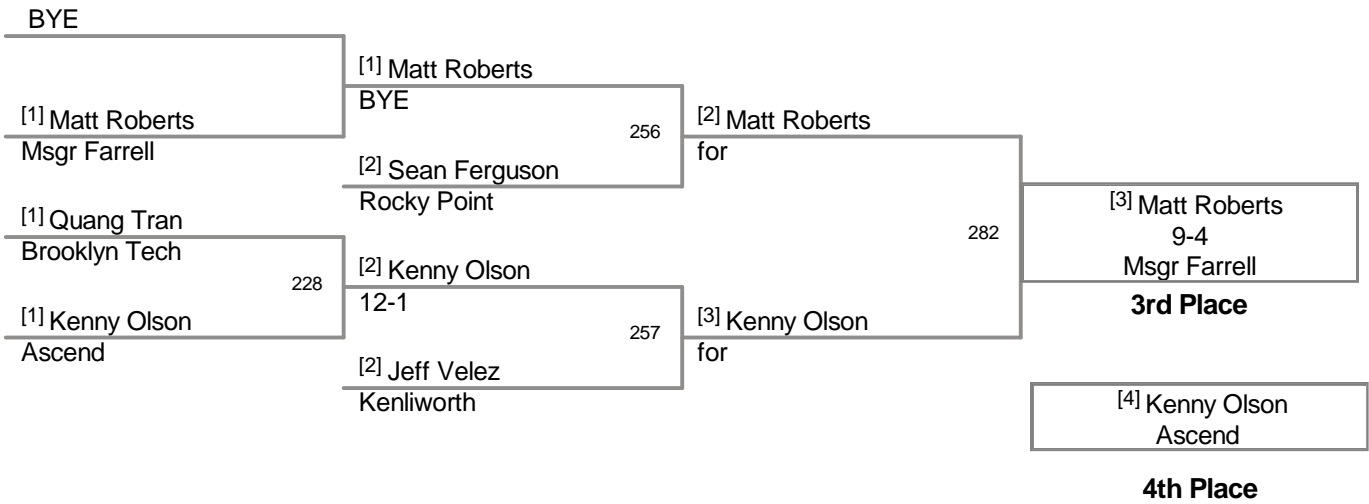 BYE
[1] Matt Roberts
BYE
[1] Matt Roberts
Msgr Farrell
256
[2] Matt Roberts
for
[2] Sean Ferguson
Rocky Point
[1] Quang Tran
Brooklyn Tech
282
[3] Matt Roberts
9-4
Msgr Farrell
3rd Place
228
[2] Kenny Olson
12-1
[1] Kenny Olson
Ascend
257
[3] Kenny Olson
for
[2] Jeff Velez
Kenliworth
[4] Kenny Olson
Ascend
4th Place